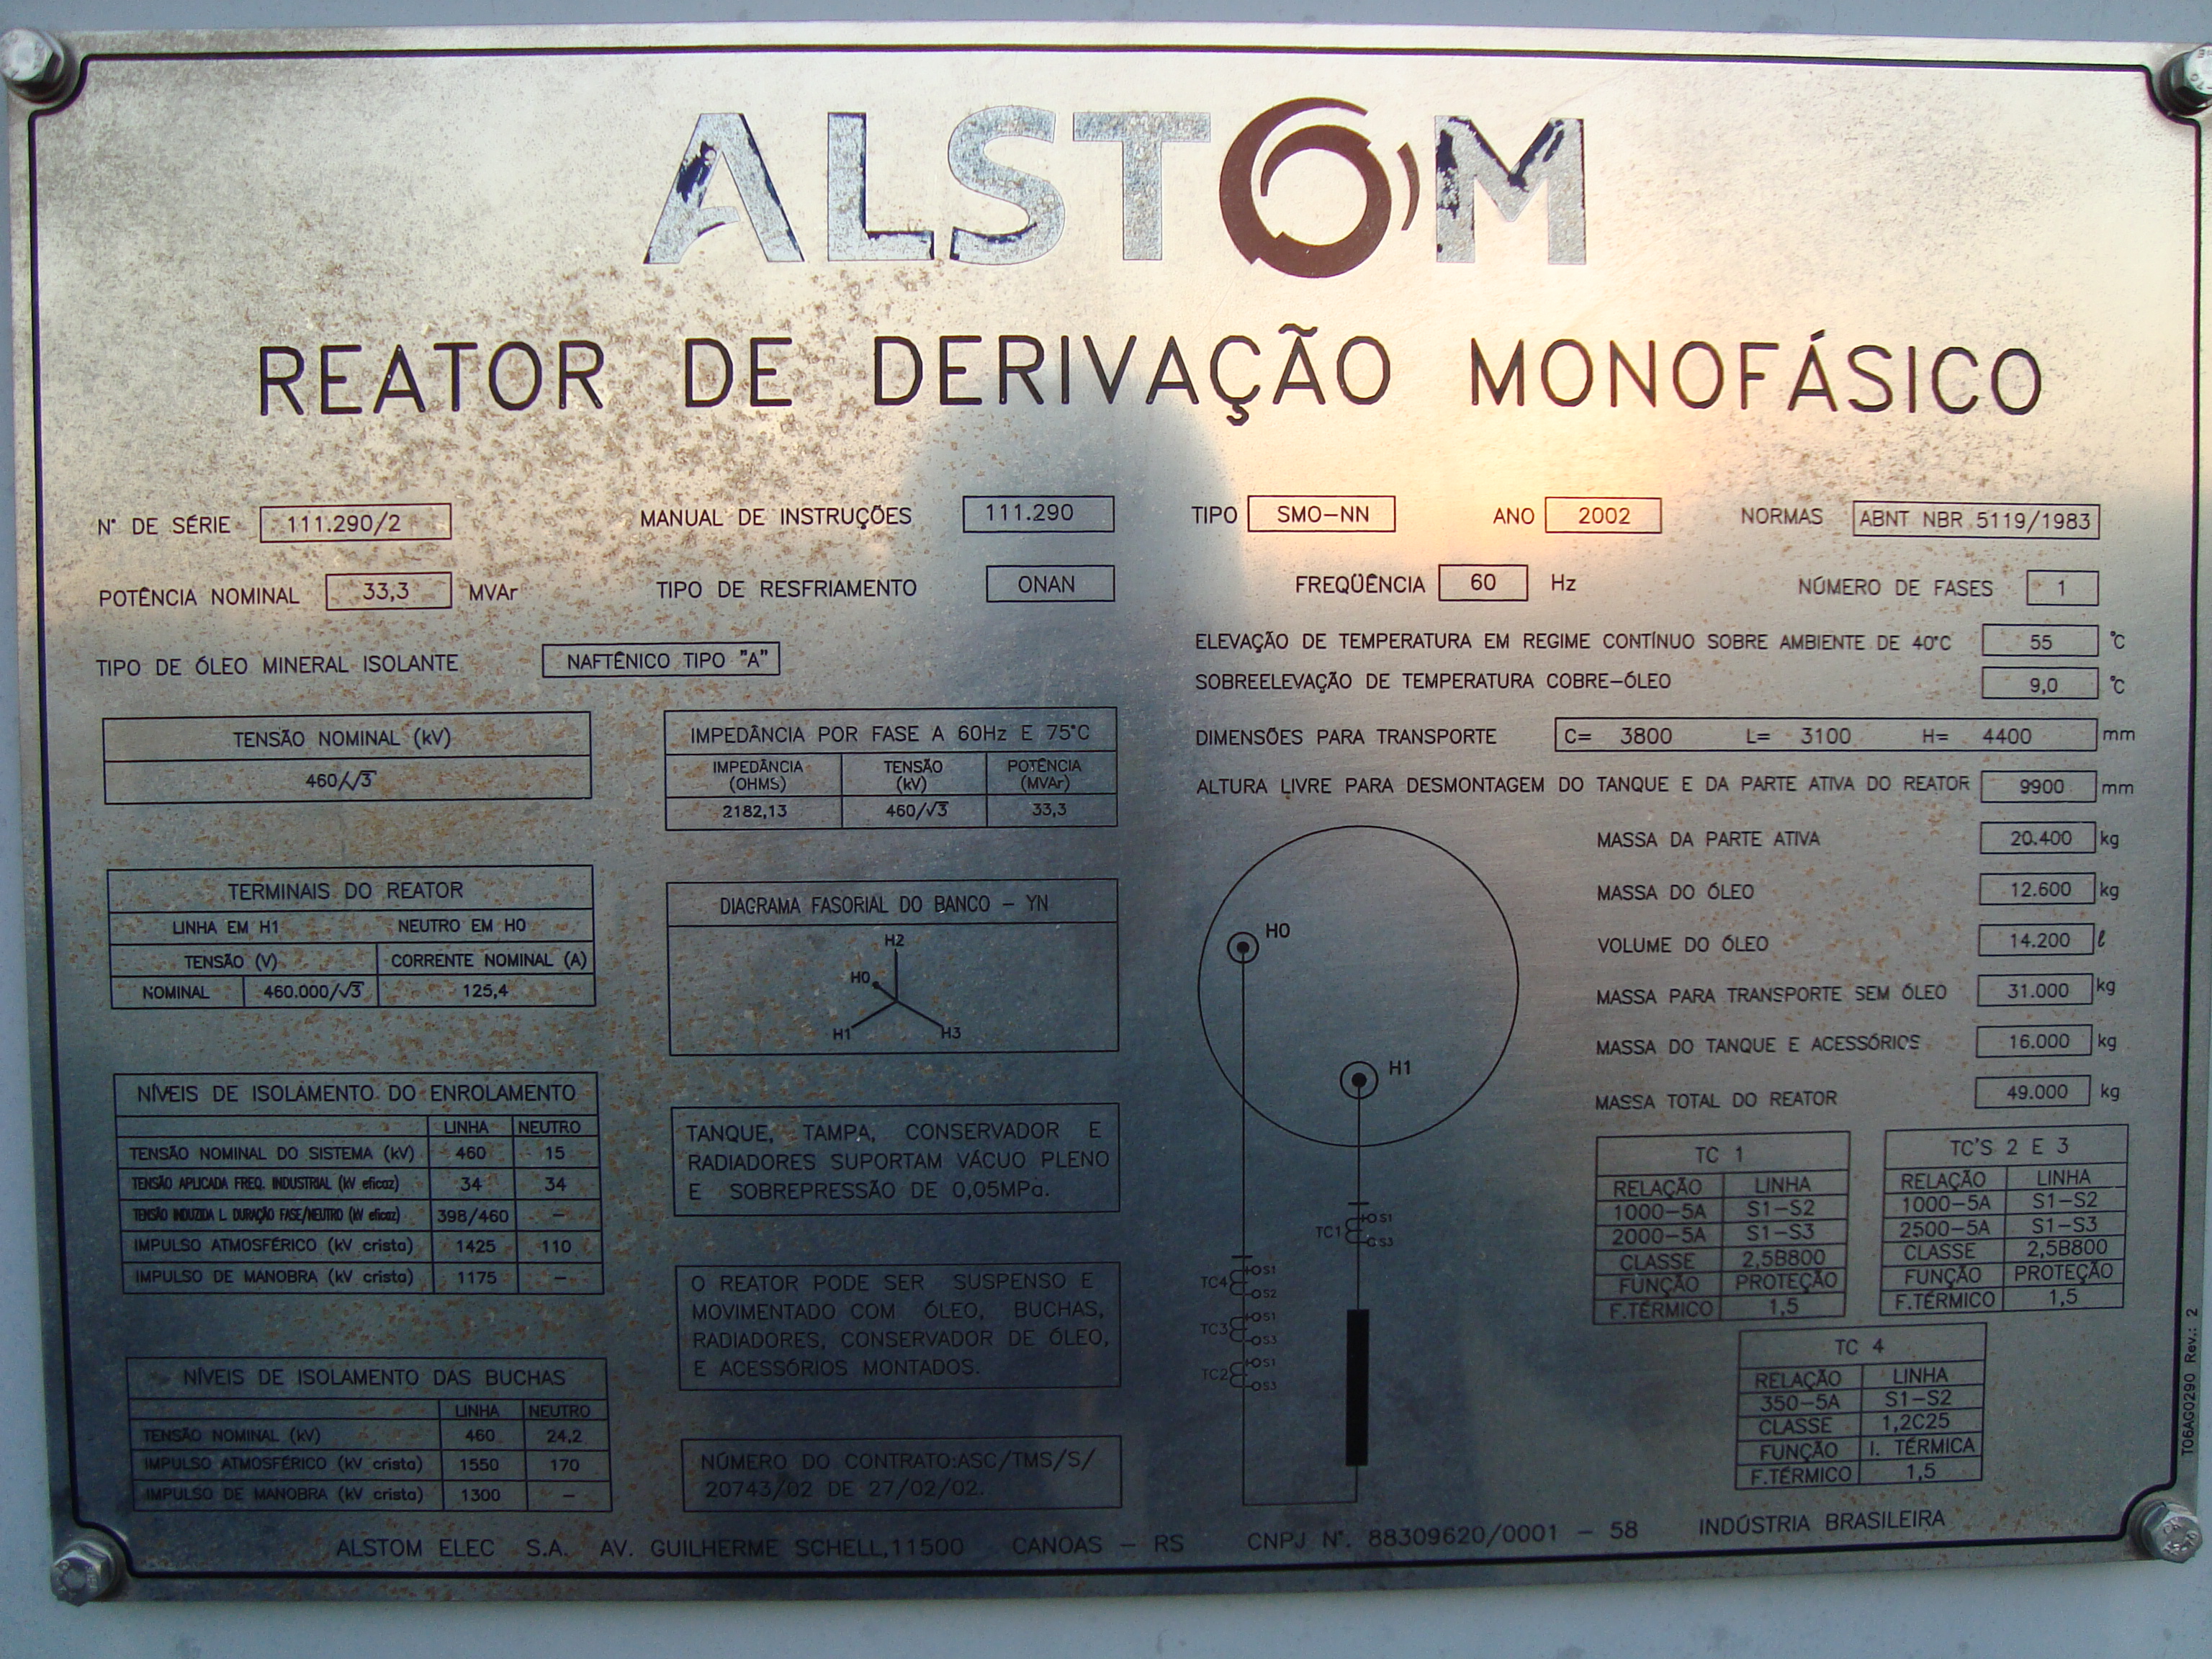 ALSTOM
REATOR DE DERIVAÇÃO MONOFÁSICO
N° DE SÉRIE 111.290/2 MANUAL DE INSTRUÇÕES 111.290 TIPO SMO-NN ANO 2002 NORMAS ABNT NBR 5119/1983
POTÊNCIA NOMINAL 33,3 MVAr TIPO DE RESFRIAMENTO ONAN FREQÜÊNCIA 60 Hz NÚMERO DE FASES 1
TIPO DE ÓLEO MINERAL ISOLANTE NAFTÊNICO TIPO "A"
ELEVAÇÃO DE TEMPERATURA EM REGIME CONTÍNUO SOBRE AMBIENTE DE 40°C 55 °C
SOBREELEVAÇÃO DE TEMPERATURA COBRE-ÓLEO 9,0 °C
DIMENSÕES PARA TRANSPORTE C= 3800 L= 3100 H= 4400 mm
ALTURA LIVRE PARA DESMONTAGEM DO TANQUE E DA PARTE ATIVA DO REATOR 9900 mm
TENSÃO NOMINAL (kV)
460/√3
TERMINAIS DO REATOR
LINHA EM H1 NEUTRO EM H0
TENSÃO (V) CORRENTE NOMINAL (A)
NOMINAL 460.000/√3 125,4
NÍVEIS DE ISOLAMENTO DO ENROLAMENTO
LINHA NEUTRO
TENSÃO NOMINAL DO SISTEMA (kV) 460 15
TENSÃO APLICADA FREQ. INDUSTRIAL (kV eficaz) 34 34
TENSÃO INDUZIDA L. DURAÇÃO FASE/NEUTRO (kV eficaz) 398/460 -
IMPULSO ATMOSFÉRICO (kV crista) 1425 110
IMPULSO DE MANOBRA (kV crista) 1175 -
NÍVEIS DE ISOLAMENTO DAS BUCHAS
LINHA NEUTRO
TENSÃO NOMINAL (kV) 460 24,2
IMPULSO ATMOSFÉRICO (kV crista) 1550 170
IMPULSO DE MANOBRA (kV crista) 1300 -
IMPEDÂNCIA POR FASE A 60Hz E 75°C
IMPEDÂNCIA TENSÃO POTÊNCIA
(OHMS) (kV) (MVAr)
2182,13 460/√3 33,3
DIAGRAMA FASORIAL DO BANCO - YN
H2
H0
H1 H3
TANQUE, TAMPA, CONSERVADOR E
RADIADORES SUPORTAM VÁCUO PLENO
E SOBREPRESSÃO DE 0,05MPa.
O REATOR PODE SER SUSPENSO E
MOVIMENTADO COM ÓLEO, BUCHAS,
RADIADORES, CONSERVADOR DE ÓLEO,
E ACESSÓRIOS MONTADOS.
NÚMERO DO CONTRATO:ASC/TMS/S/
20743/02 DE 27/02/02.
H0
H1
TC1 S1
S3
TC4 S1
S2
TC3 S1
S3
TC2 S1
S3
MASSA DA PARTE ATIVA 20.400 kg
MASSA DO ÓLEO 12.600 kg
VOLUME DO ÓLEO 14.200 ℓ
MASSA PARA TRANSPORTE SEM ÓLEO 31.000 kg
MASSA DO TANQUE E ACESSÓRIOS 16.000 kg
MASSA TOTAL DO REATOR 49.000 kg
TC 1
RELAÇÃO LINHA
1000-5A S1-S2
2000-5A S1-S3
CLASSE 2,5B800
FUNÇÃO PROTEÇÃO
F.TÉRMICO 1,5
TC'S 2 E 3
RELAÇÃO LINHA
1000-5A S1-S2
2500-5A S1-S3
CLASSE 2,5B800
FUNÇÃO PROTEÇÃO
F.TÉRMICO 1,5
TC 4
RELAÇÃO LINHA
350-5A S1-S2
CLASSE 1,2C25
FUNÇÃO I. TÉRMICA
F.TÉRMICO 1,5
T06AG0290 Rev.: 2
ALSTOM ELEC S.A. AV. GUILHERME SCHELL,11500 CANOAS - RS CNPJ N°. 88309620/0001 - 58 INDÚSTRIA BRASILEIRA